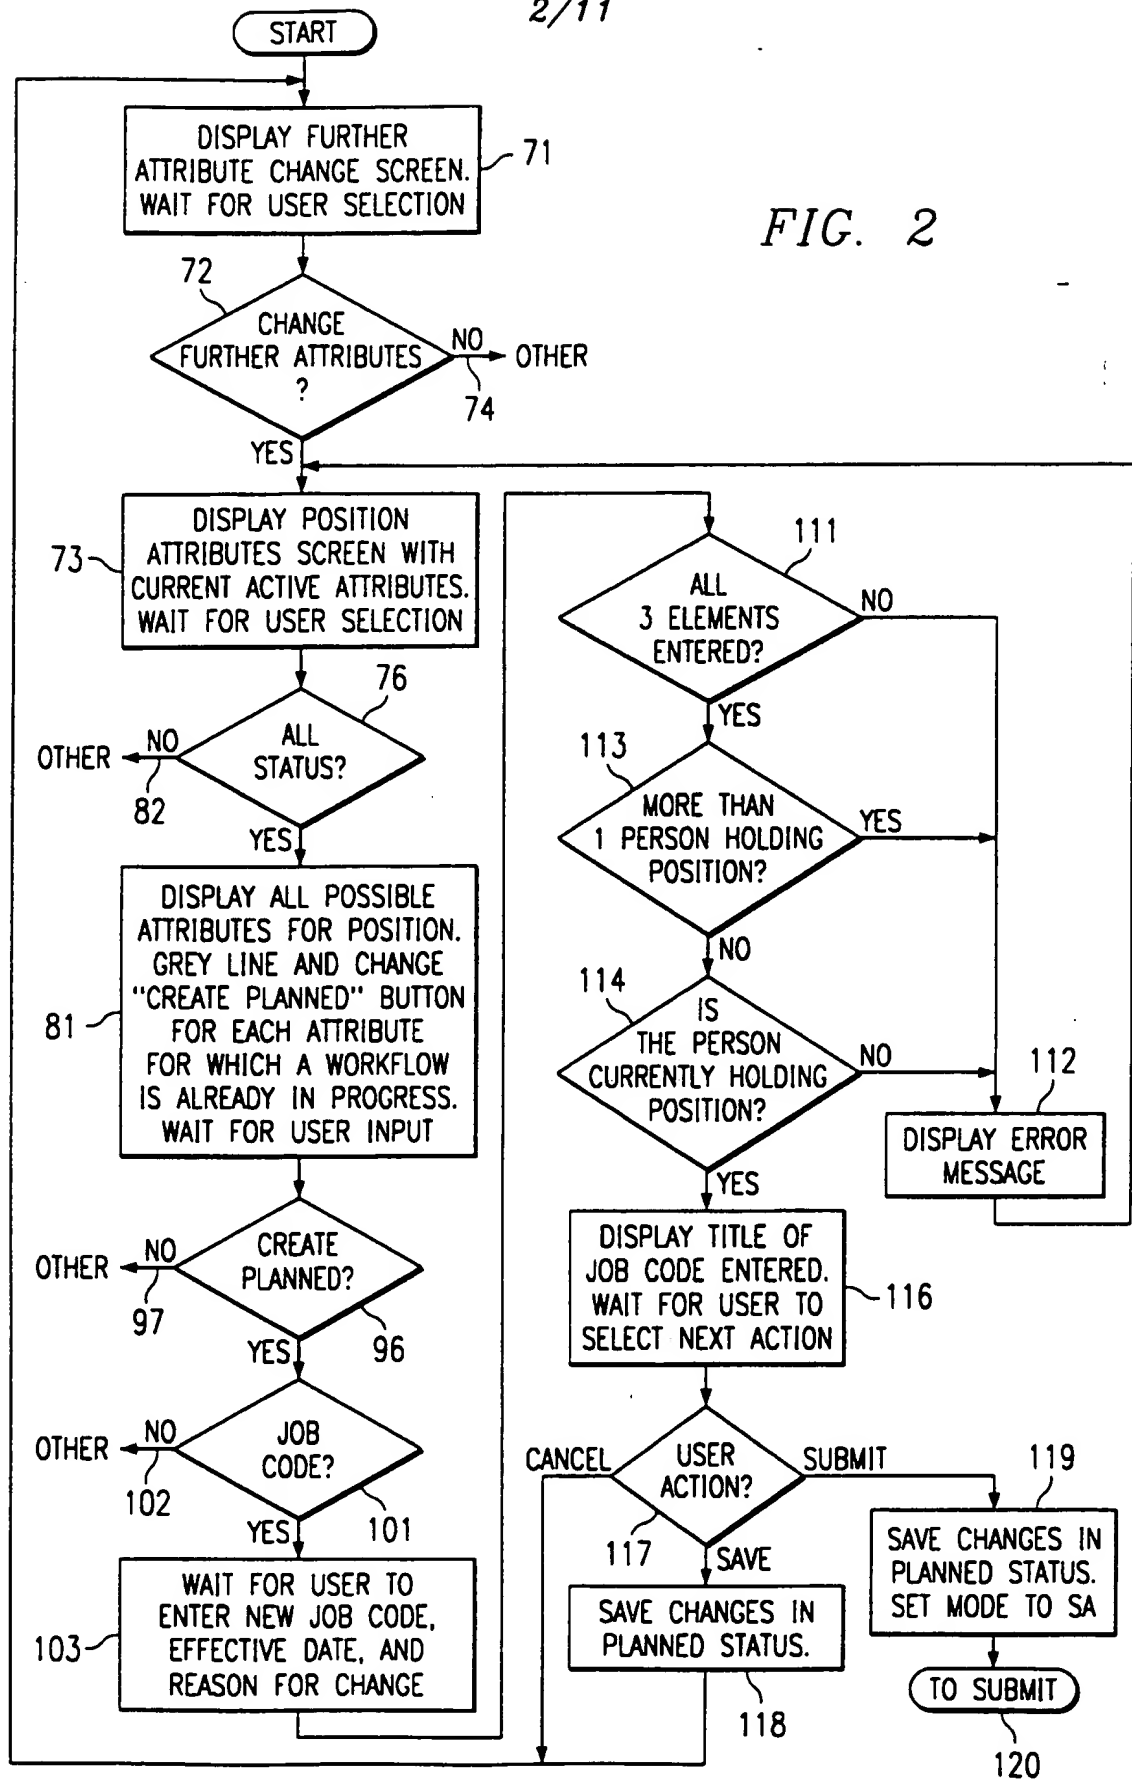 2/11
START
DISPLAY FURTHER
ATTRIBUTE CHANGE SCREEN.
WAIT FOR USER SELECTION
71
FIG. 2
72
CHANGE
FURTHER ATTRIBUTES
?
NO
OTHER
74
YES
DISPLAY POSITION
ATTRIBUTES SCREEN WITH
CURRENT ACTIVE ATTRIBUTES.
WAIT FOR USER SELECTION
73
76
ALL
STATUS?
NO
OTHER
82
YES
DISPLAY ALL POSSIBLE
ATTRIBUTES FOR POSITION.
GREY LINE AND CHANGE
"CREATE PLANNED" BUTTON
FOR EACH ATTRIBUTE
FOR WHICH A WORKFLOW
IS ALREADY IN PROGRESS.
WAIT FOR USER INPUT
81
CREATE
PLANNED?
NO
OTHER
97
96
YES
JOB
CODE?
NO
OTHER
102
101
YES
WAIT FOR USER TO
ENTER NEW JOB CODE,
EFFECTIVE DATE, AND
REASON FOR CHANGE
103
111
ALL
3 ELEMENTS
ENTERED?
NO
YES
113
MORE THAN
1 PERSON HOLDING
POSITION?
YES
NO
114
IS
THE PERSON
CURRENTLY HOLDING
POSITION?
NO
112
DISPLAY ERROR
MESSAGE
YES
DISPLAY TITLE OF
JOB CODE ENTERED.
WAIT FOR USER TO
SELECT NEXT ACTION
116
USER
ACTION?
CANCEL
SUBMIT
117
SAVE
SAVE CHANGES IN
PLANNED STATUS.
118
119
SAVE CHANGES IN
PLANNED STATUS.
SET MODE TO SA
TO SUBMIT
120